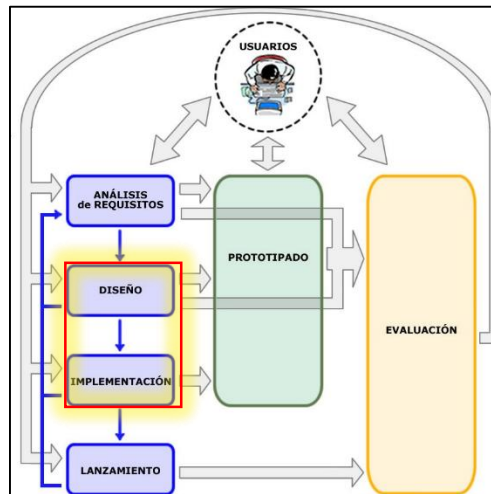 USUARIOS
ANÁLISIS
de REQUISITOS
PROTOTIPADO
DISEÑO
EVALUACIÓN
IMPLEMENTACIÓN
LANZAMIENTO